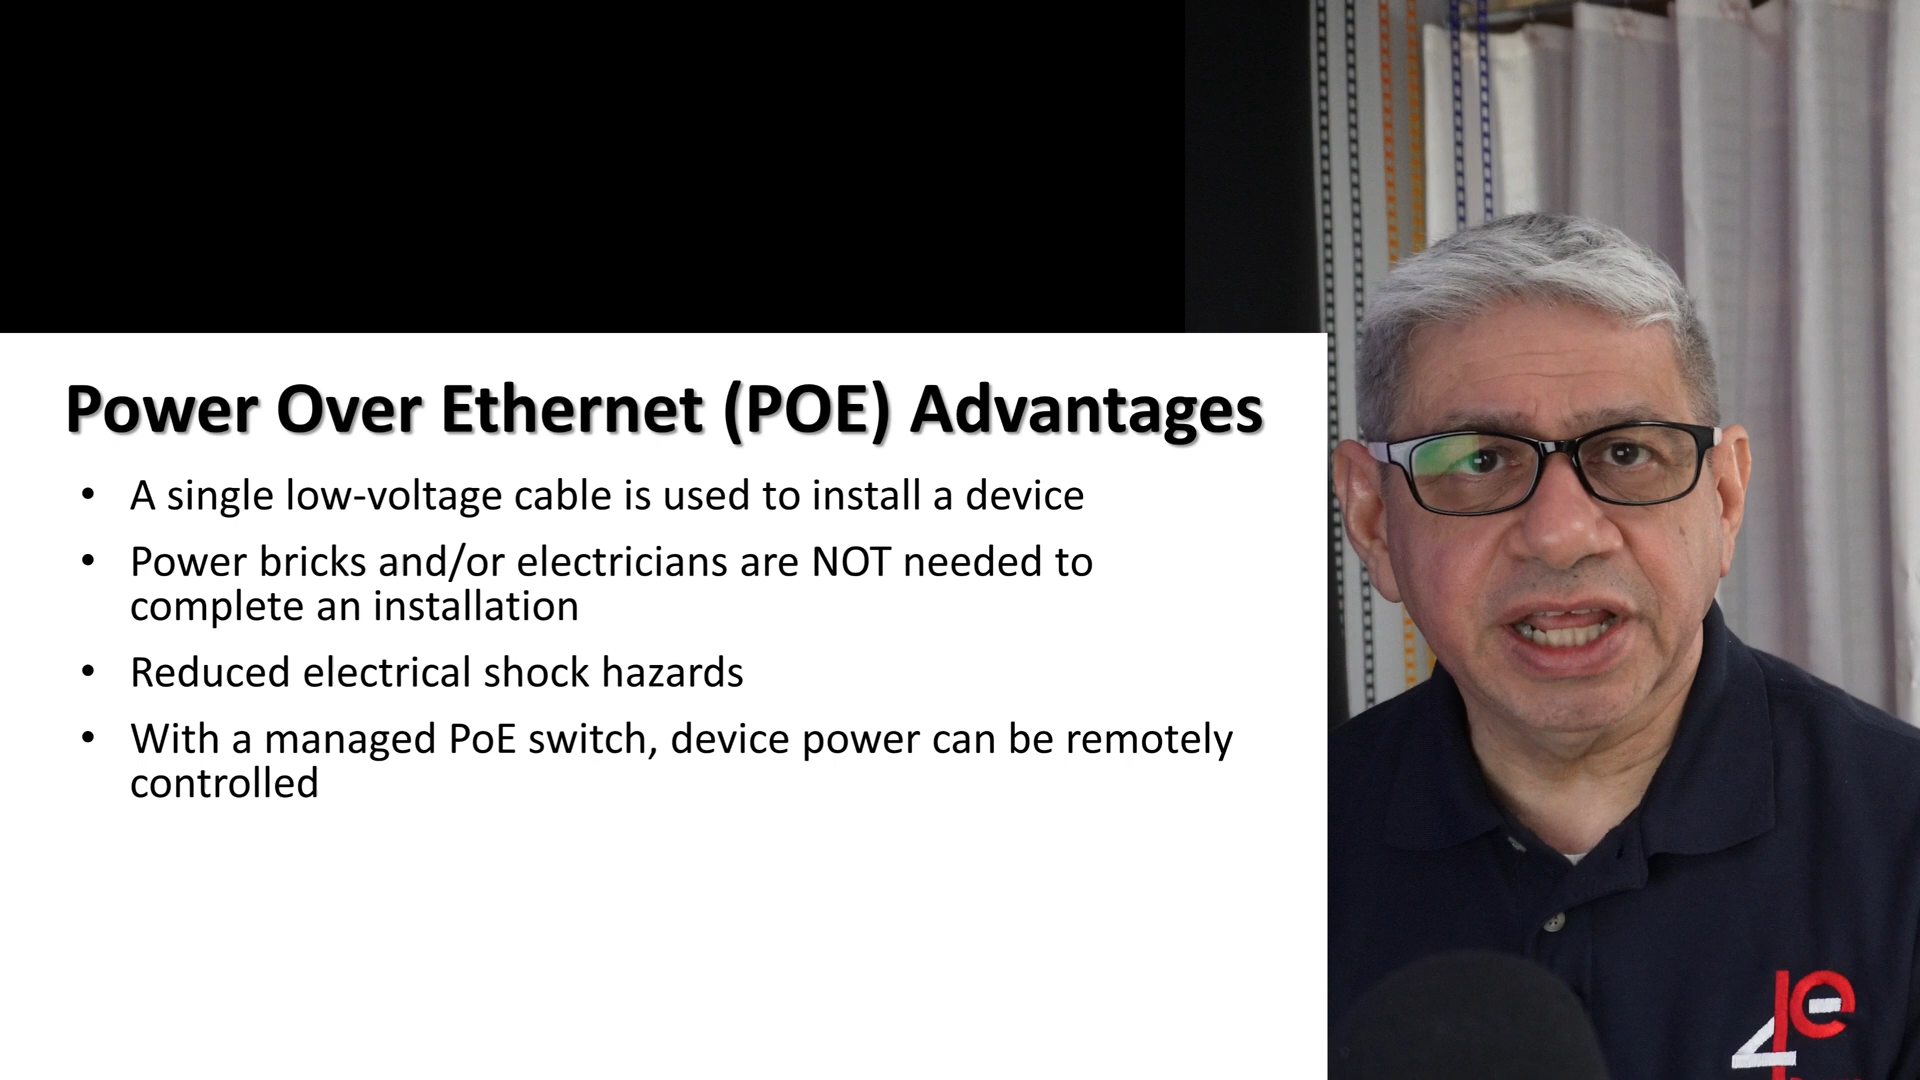 Power Over Ethernet (POE) Advantages
• A single low-voltage cable is used to install a device
• Power bricks and/or electricians are NOT needed to
complete an installation
• Reduced electrical shock hazards
• With a managed PoE switch, device power can be remotely
controlled
4e